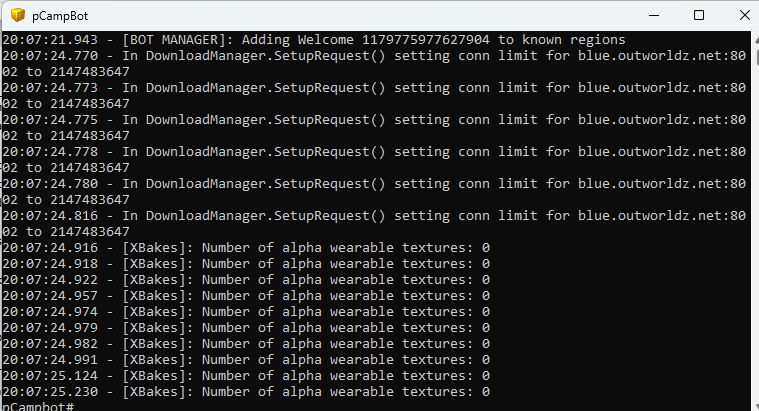 pCampBot
20:07:21.943 - [BOT MANAGER]: Adding Welcome 1179775977627904 to known regions
20:07:24.770 - In DownloadManager.SetupRequest() setting conn limit for blue.outworldz.net:80
02 to 2147483647
20:07:24.773 - In DownloadManager.SetupRequest() setting conn limit for blue.outworldz.net:80
02 to 2147483647
20:07:24.775 - In DownloadManager.SetupRequest() setting conn limit for blue.outworldz.net:80
02 to 2147483647
20:07:24.778 - In DownloadManager.SetupRequest() setting conn limit for blue.outworldz.net:80
02 to 2147483647
20:07:24.780 - In DownloadManager.SetupRequest() setting conn limit for blue.outworldz.net:80
02 to 2147483647
20:07:24.816 - In DownloadManager.SetupRequest() setting conn limit for blue.outworldz.net:80
02 to 2147483647
20:07:24.916 - [XBakes]: Number of alpha wearable textures: 0
20:07:24.918 - [XBakes]: Number of alpha wearable textures: 0
20:07:24.922 - [XBakes]: Number of alpha wearable textures: 0
20:07:24.957 - [XBakes]: Number of alpha wearable textures: 0
20:07:24.974 - [XBakes]: Number of alpha wearable textures: 0
20:07:24.979 - [XBakes]: Number of alpha wearable textures: 0
20:07:24.982 - [XBakes]: Number of alpha wearable textures: 0
20:07:24.991 - [XBakes]: Number of alpha wearable textures: 0
20:07:25.124 - [XBakes]: Number of alpha wearable textures: 0
20:07:25.230 - [XBakes]: Number of alpha wearable textures: 0
pCampbot#